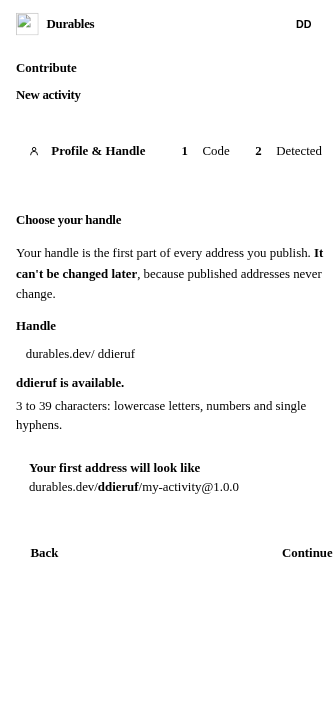 Durables DD
Contribute
New activity
Profile & Handle 1 Code 2 Detected
Choose your handle
Your handle is the first part of every address you publish. It
can't be changed later, because published addresses never
change.
Handle
durables.dev/ ddieruf
ddieruf is available.
3 to 39 characters: lowercase letters, numbers and single
hyphens.
Your first address will look like
durables.dev/ddieruf/my-activity@1.0.0
Back Continue